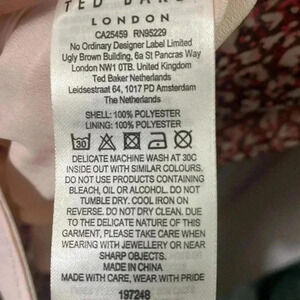 TED BAKER
LONDON
CA25459 RN95229
No Ordinary Designer Label Limited
Ugly Brown Building, 6a St Pancras Way
London NW1 0TB. United Kingdom
Ted Baker Netherlands
Leidsestraat 64, 1017 PD Amsterdam
The Netherlands
SHELL: 100% POLYESTER
LINING: 100% POLYESTER
30
DELICATE MACHINE WASH AT 30C
INSIDE OUT WITH SIMILAR COLOURS.
DO NOT USE PRODUCTS CONTAINING
BLEACH, OIL OR ALCOHOL. DO NOT
TUMBLE DRY. COOL IRON ON
REVERSE. DO NOT DRY CLEAN. DUE
TO THE DELICATE NATURE OF THIS
GARMENT, PLEASE TAKE CARE WHEN
WEARING WITH JEWELLERY OR NEAR
SHARP OBJECTS.
MADE IN CHINA
MADE WITH CARE, WEAR WITH PRIDE
197248